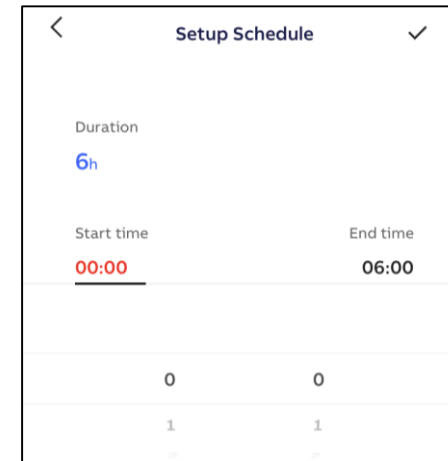 Setup Schedule
Duration
6h
Start time End time
00:00 06:00
0 0
1 1